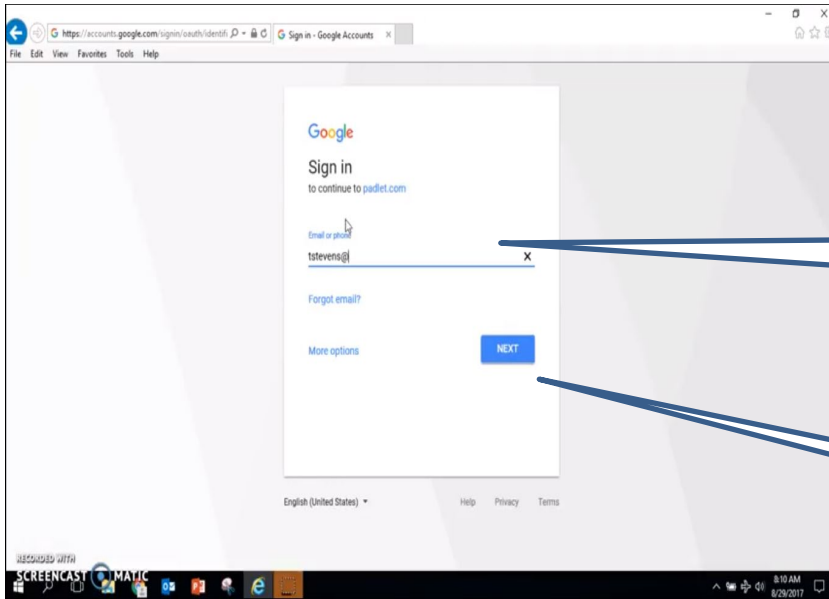 https://accounts.google.com/signin/oauth/identifi
Sign in - Google Accounts
File Edit View Favorites Tools Help
Google
Sign in
to continue to padlet.com
Email or phone
tstevens@
Forgot email?
More options
NEXT
English (United States)
Help Privacy Terms
RECORDED WITH
SCREENCAST MATIC
8:10 AM
8/29/2017